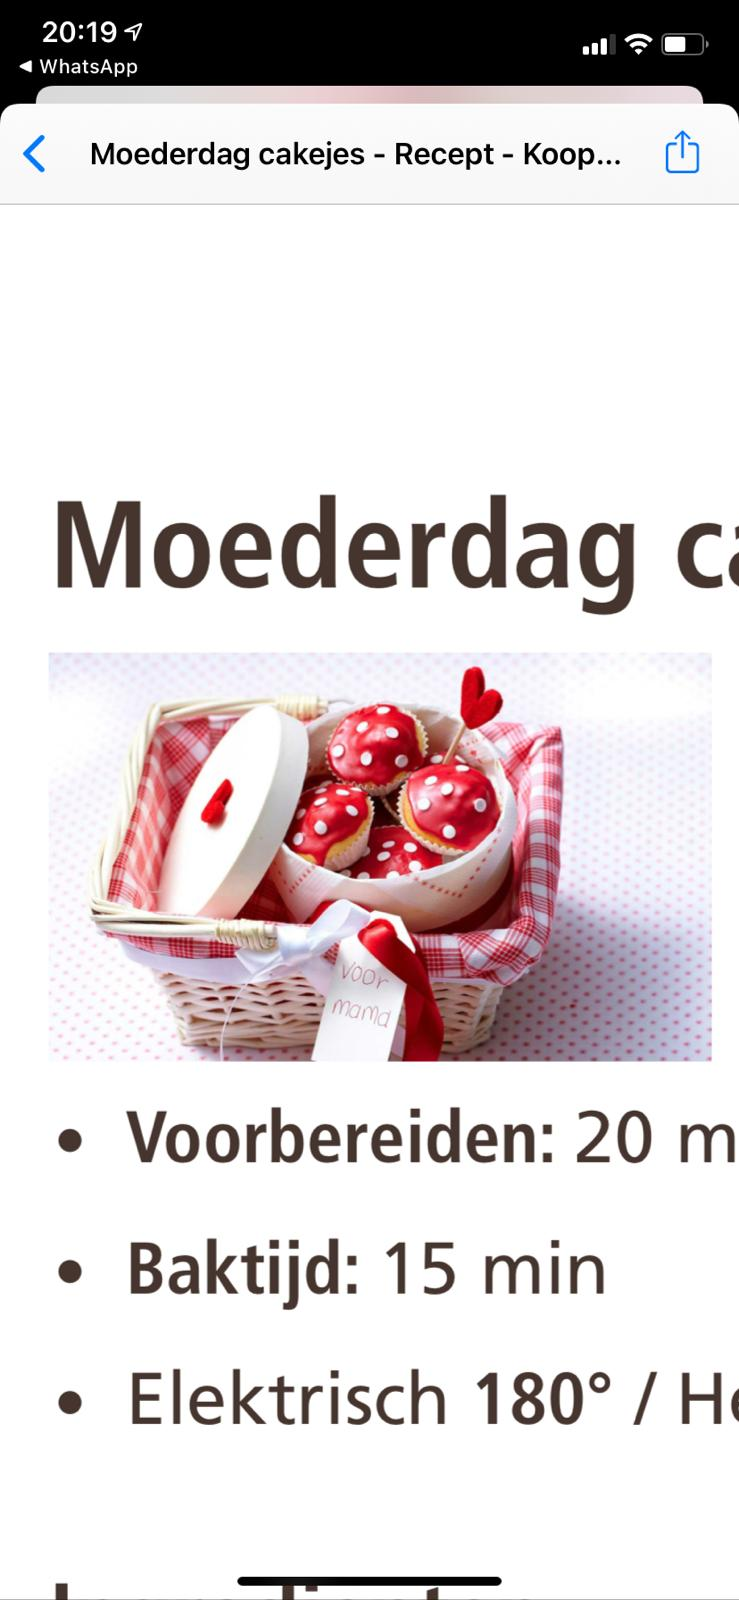 20:19
WhatsApp
Moederdag cakejes - Recept - Koop...
Moederdag
voor
mama
Voorbereiden: 20
Baktijd: 15 min
Elektrisch 180° /